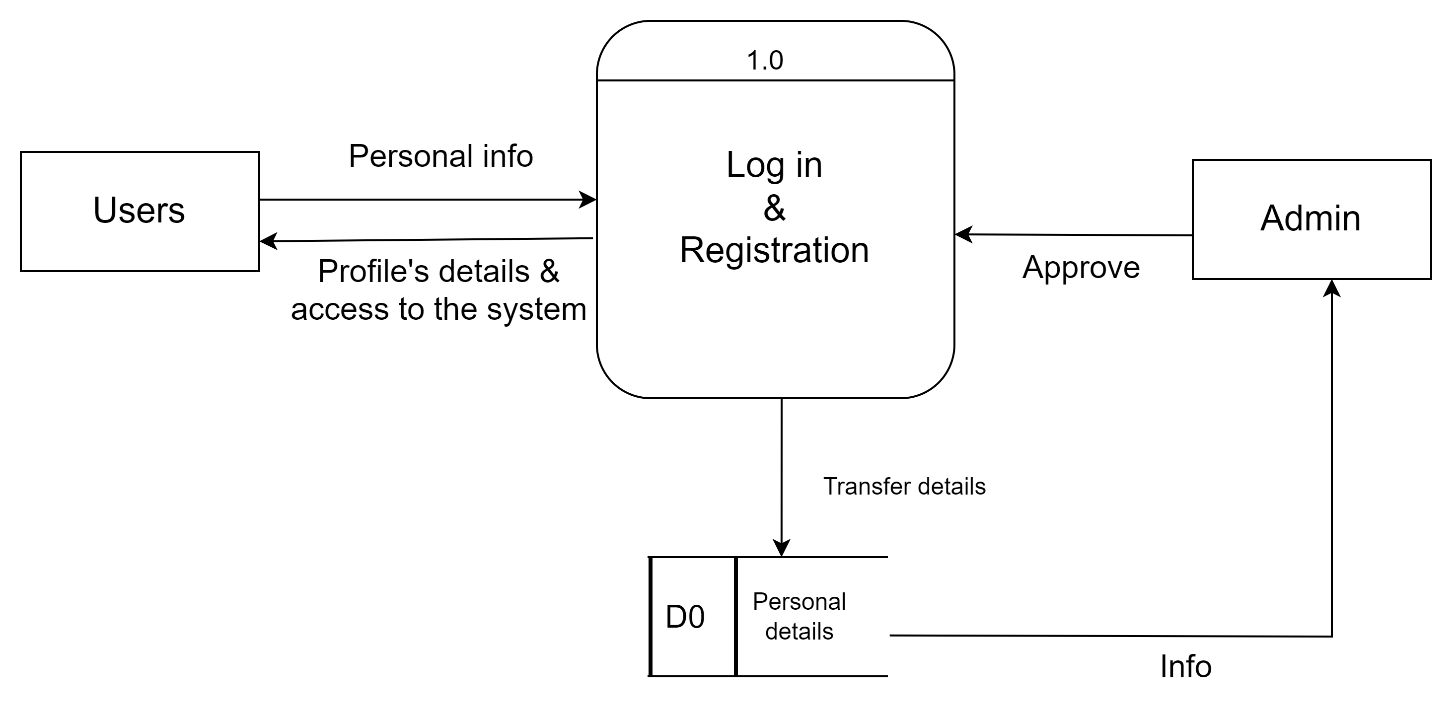 1.0
Log in
&
Registration
Users
Personal info
Profile's details &
access to the system
Admin
Approve
Transfer details
D0
Personal
details
Info